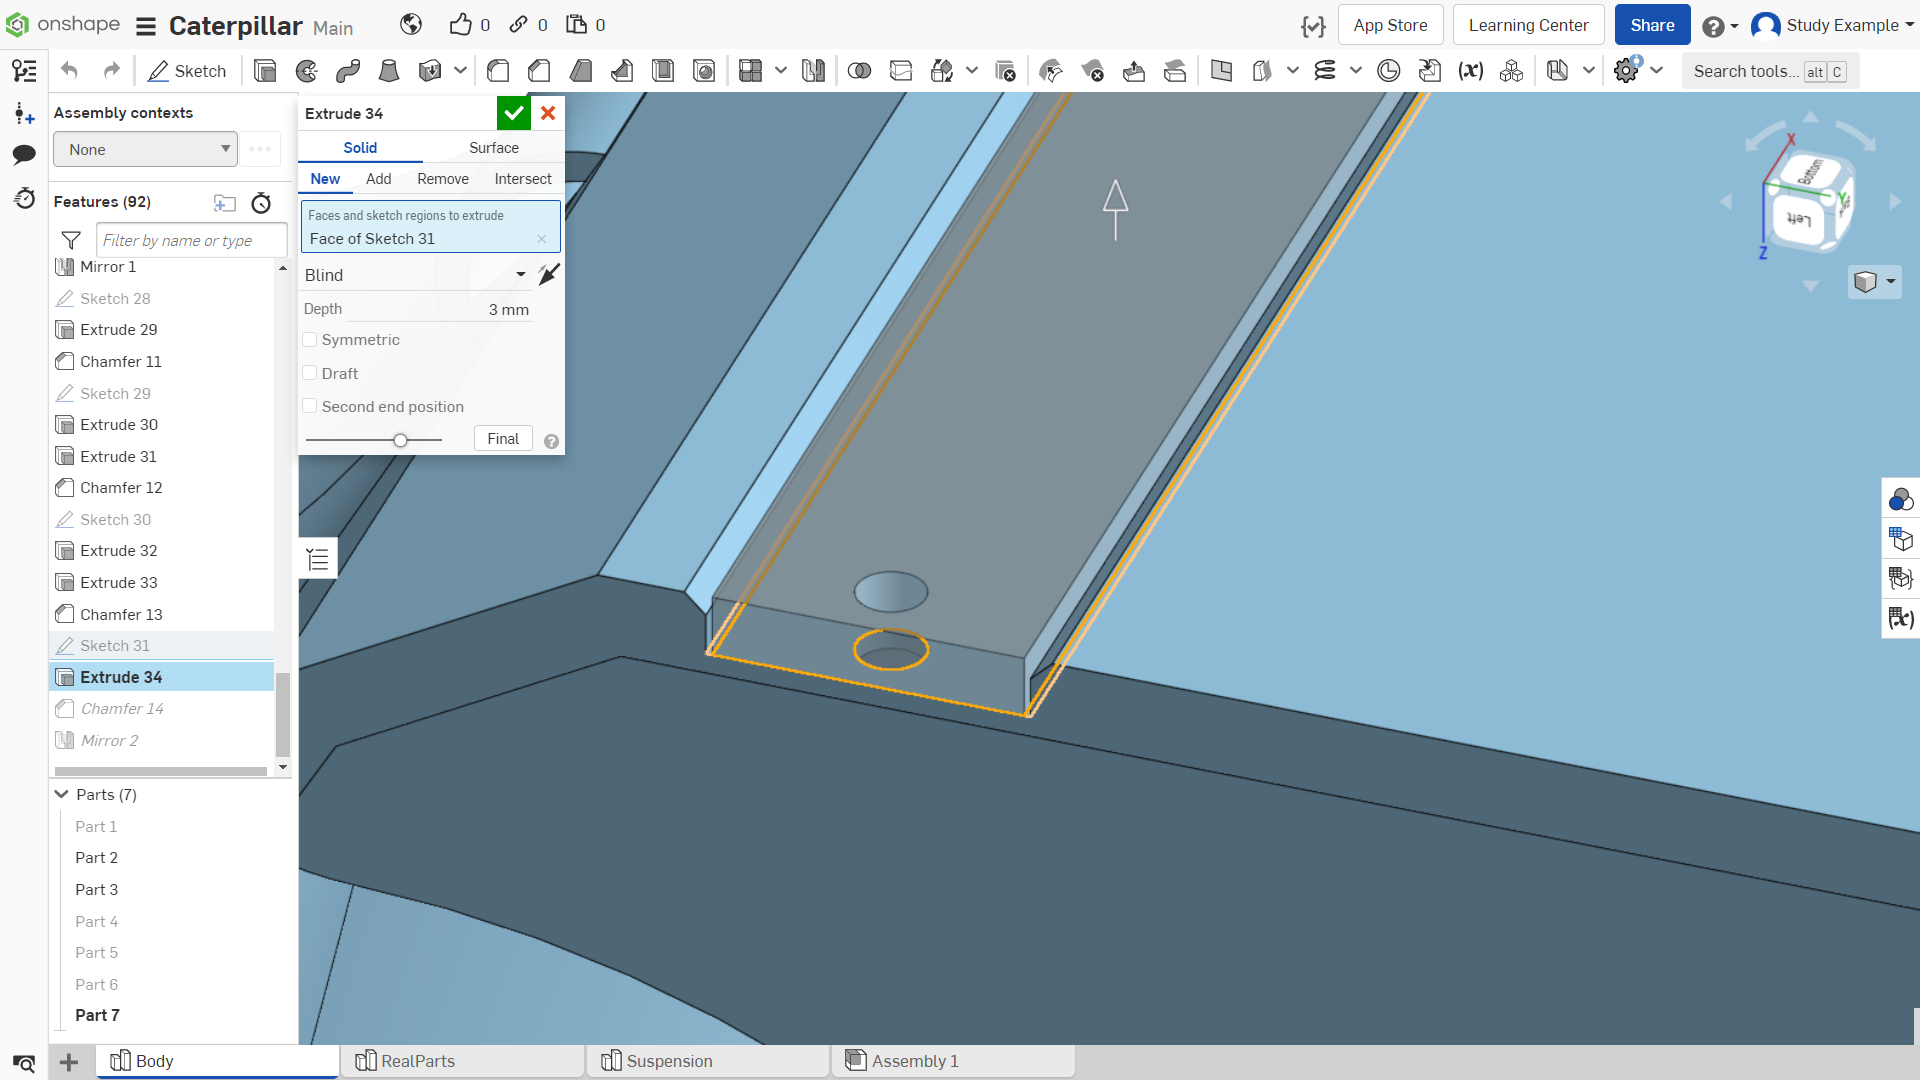 onshape
Caterpillar Main
0
0
0
App Store
Learning Center
Share
Study Example
Sketch
Search tools... alt C
Assembly contexts
None
Features (92)
Filter by name or type
Mirror 1
Sketch 28
Extrude 29
Chamfer 11
Sketch 29
Extrude 30
Extrude 31
Chamfer 12
Sketch 30
Extrude 32
Extrude 33
Chamfer 13
Sketch 31
Extrude 34
Chamfer 14
Mirror 2
Parts (7)
Part 1
Part 2
Part 3
Part 4
Part 5
Part 6
Part 7
Extrude 34
Solid
Surface
New
Add
Remove
Intersect
Faces and sketch regions to extrude
Face of Sketch 31
Blind
Depth
3 mm
Symmetric
Draft
Second end position
Final
X
Bottom
Y
Left
Z
Body
RealParts
Suspension
Assembly 1